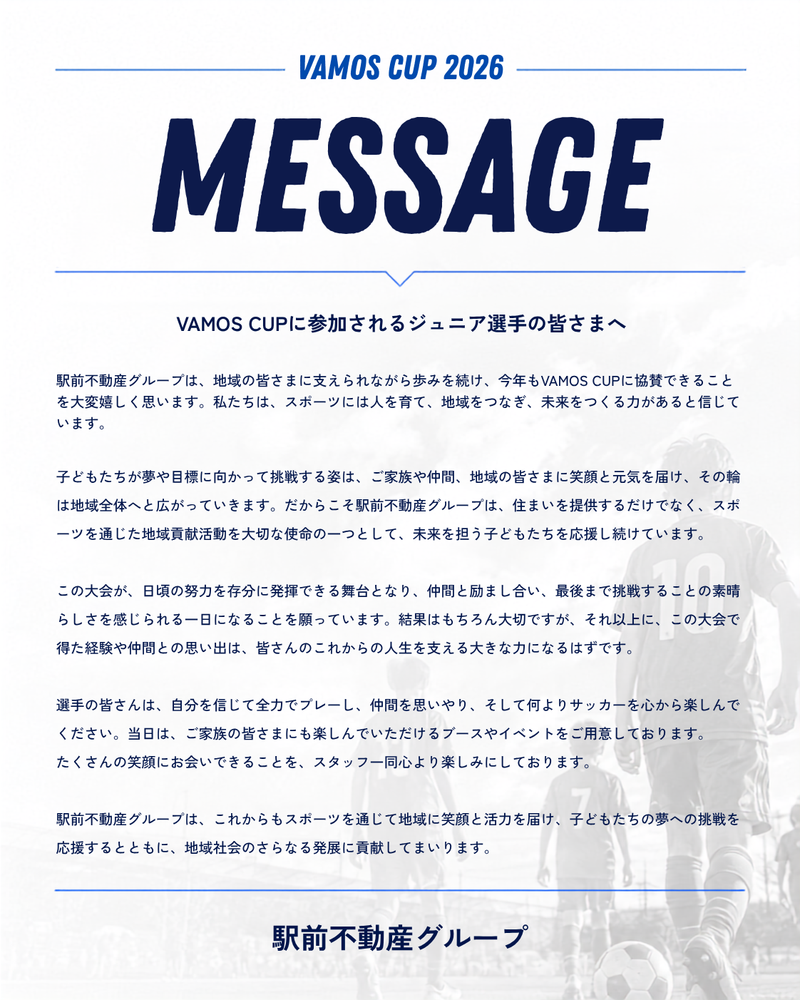 VAMOS CUP 2026
MESSAGE
VAMOS CUPに参加されるジュニア選手の皆さまへ
駅前不動産グループは、地域の皆さまに支えられながら歩みを続け、今年もVAMOS CUPに協賛できること
を大変嬉しく思います。私たちは、スポーツには人を育て、地域をつなぎ、未来をつくる力があると信じて
います。
子どもたちが夢や目標に向かって挑戦する姿は、ご家族や仲間、地域の皆さまに笑顔と元気を届け、その輪
は地域全体へと広がっていきます。だからこそ駅前不動産グループは、住まいを提供するだけでなく、スポ
ーツを通じた地域貢献活動を大切な使命の一つとして、未来を担う子どもたちを応援し続けています。
この大会が、日頃の努力を存分に発揮できる舞台となり、仲間と励まし合い、最後まで挑戦することの素晴
らしさを感じられる一日になることを願っています。結果はもちろん大切ですが、それ以上に、この大会で
得た経験や仲間との思い出は、皆さんのこれからの人生を支える大きな力になるはずです。
選手の皆さんは、自分を信じて全力でプレーし、仲間を思いやり、そして何よりサッカーを心から楽しんで
ください。当日は、ご家族の皆さまにも楽しんでいただけるブースやイベントをご用意しております。
たくさんの笑顔にお会いできることを、スタッフ一同心より楽しみにしております。
駅前不動産グループは、これからもスポーツを通じて地域に笑顔と活力を届け、子どもたちの夢への挑戦を
応援するとともに、地域社会のさらなる発展に貢献してまいります。
駅前不動産グループ
10
7